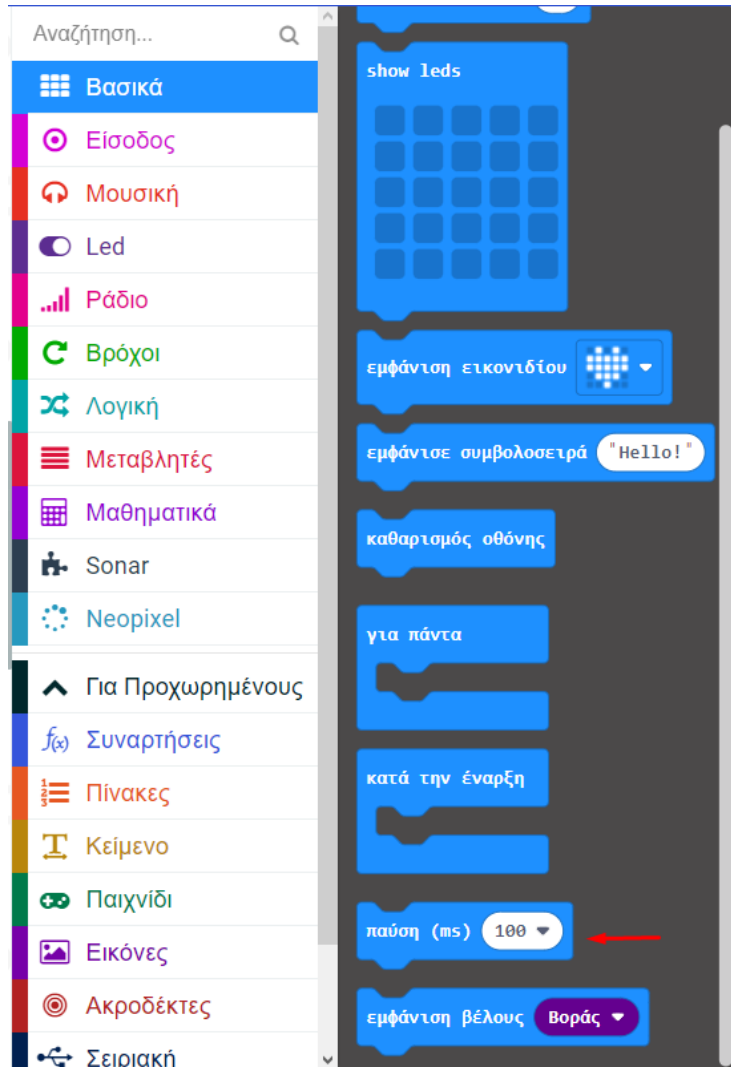 Αναζήτηση...
Βασικά
Είσοδος
Μουσική
Led
Ράδιο
Βρόχοι
Λογική
Μεταβλητές
Μαθηματικά
Sonar
Neopixel
Για Προχωρημένους
f(x) Συναρτήσεις
Πίνακες
Κείμενο
Παιχνίδι
Εικόνες
Ακροδέκτες
Σειριακή
show leds
εμφάνιση εικονιδίου
εμφάνισε συμβολοσειρά "Hello!"
καθαρισμός οθόνης
για πάντα
κατά την έναρξη
παύση (ms) 100
εμφάνιση βέλους Βοράς